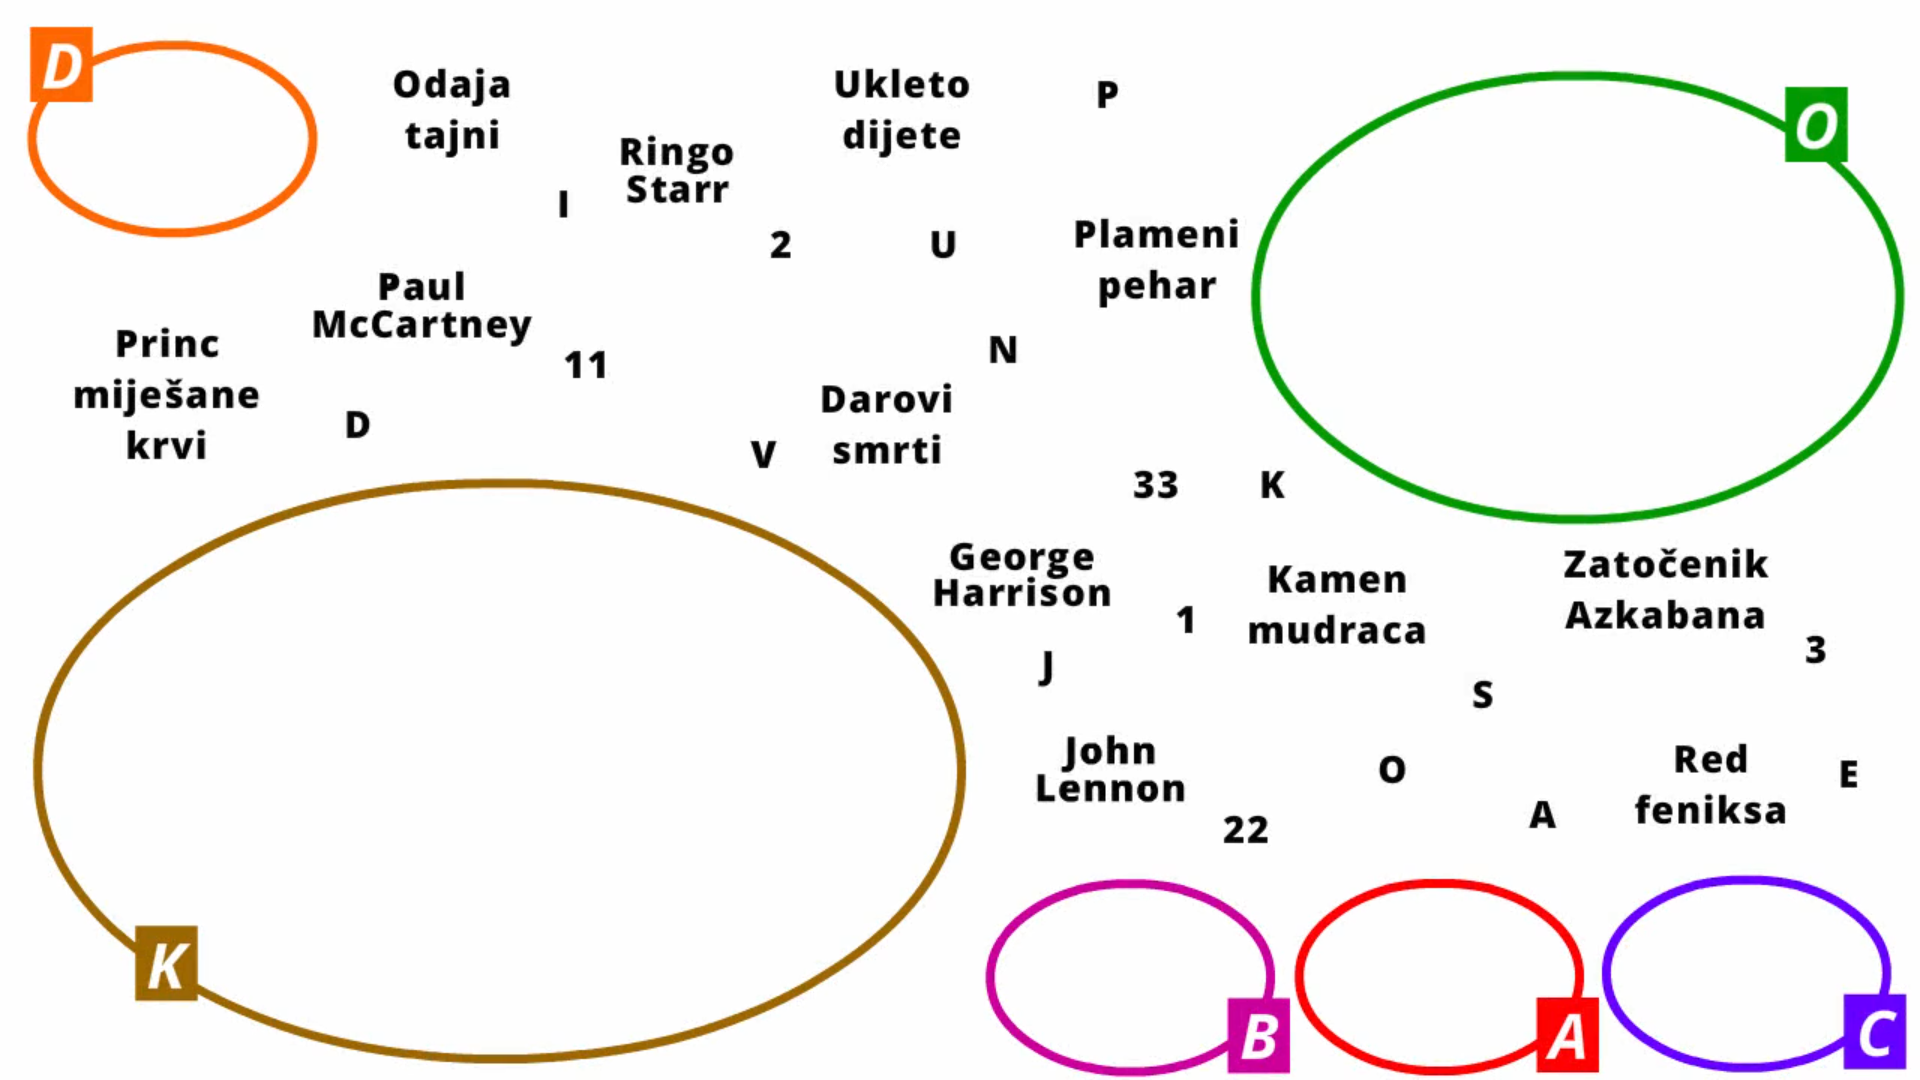 D
Odaja
tajni
Ukleto
dijete
P
O
Ringo
Starr
I
2
U
Plameni
pehar
Paul
McCartney
Princ
miješane
krvi
11
N
D
Darovi
smrti
V
33
K
George
Harrison
Kamen
mudraca
Zatočenik
Azkabana
1
3
J
S
John
Lennon
O
Red
feniksa
E
22
A
K
B
A
C